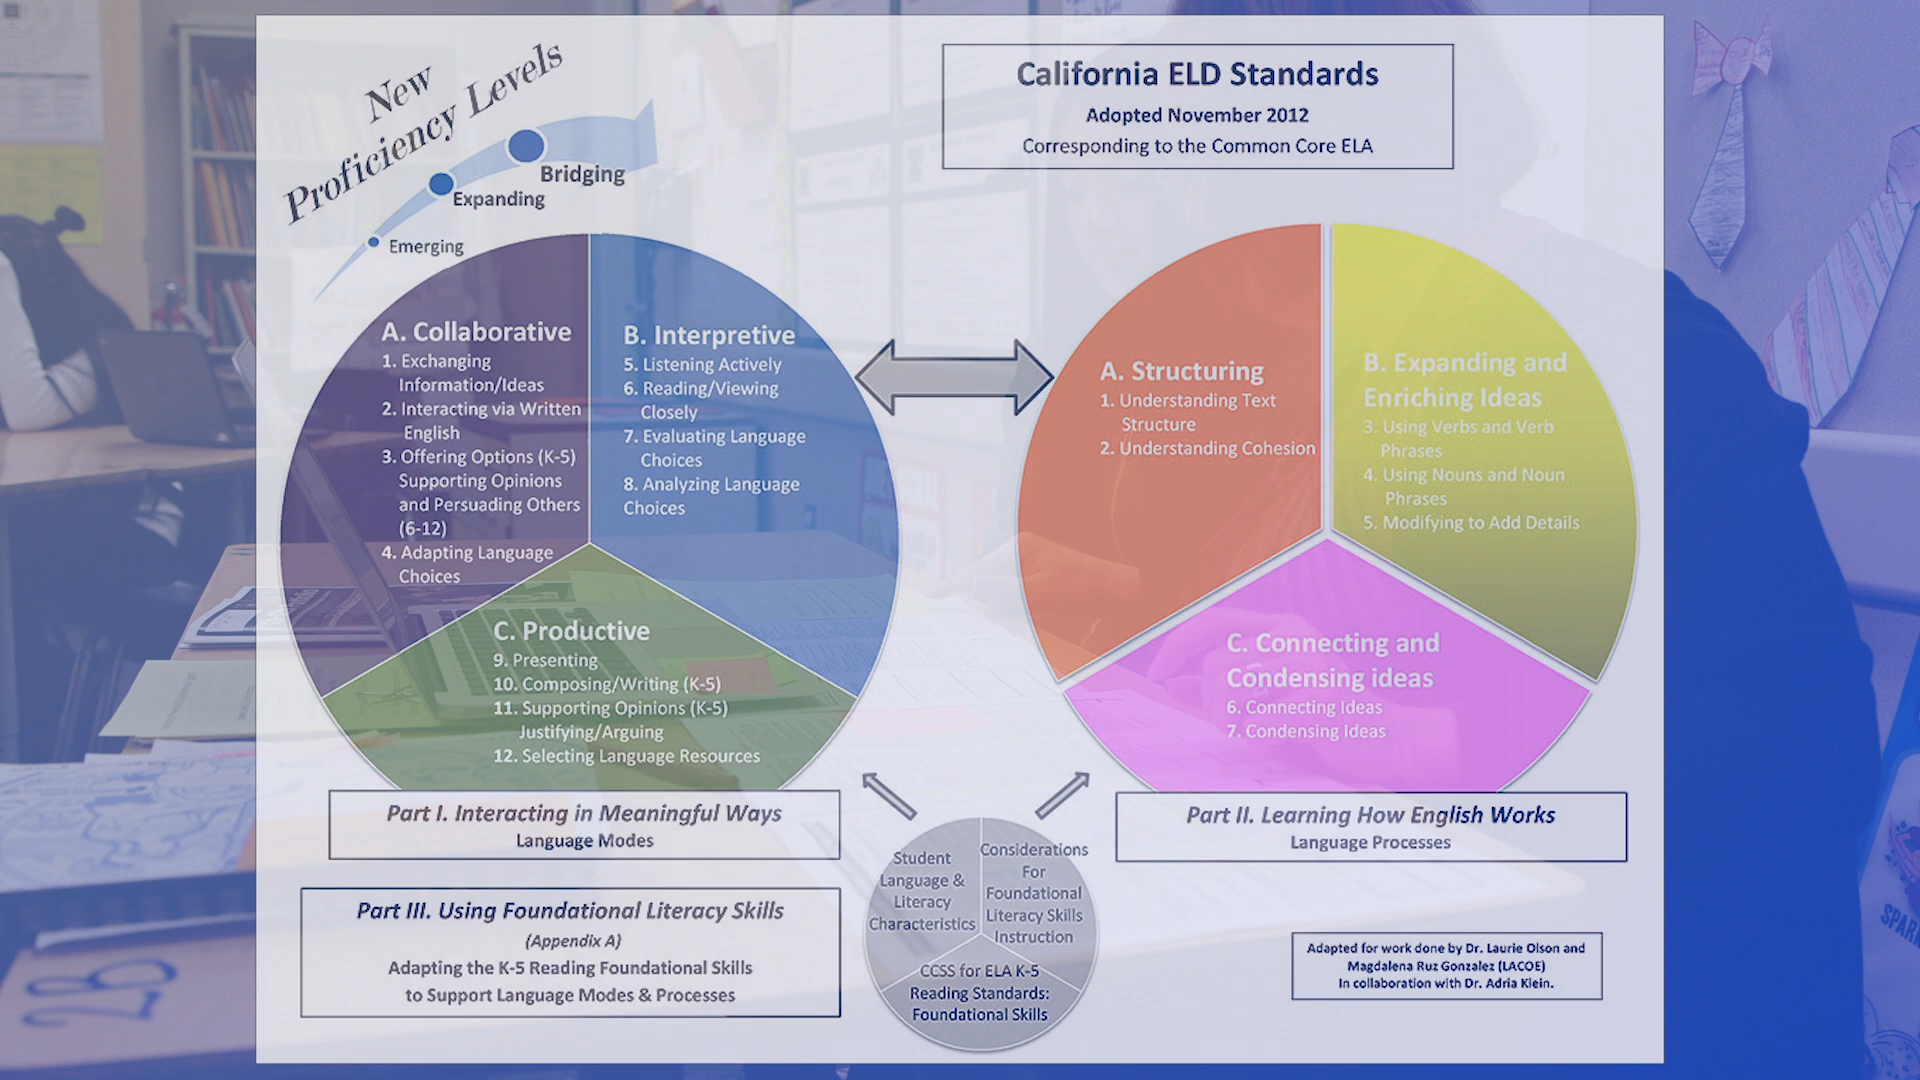 New
Proficiency Levels
Bridging
Expanding
Emerging
California ELD Standards
Adopted November 2012
Corresponding to the Common Core ELA
A. Collaborative
1. Exchanging
Information/Ideas
2. Interacting via Written
English
3. Offering Options (K-5)
Supporting Opinions
and Persuading Others
(6-12)
4. Adapting Language
Choices
B. Interpretive
5. Listening Actively
6. Reading/Viewing
Closely
7. Evaluating Language
Choices
8. Analyzing Language
Choices
C. Productive
9. Presenting
10. Composing/Writing (K-5)
11. Supporting Opinions (K-5)
Justifying/Arguing
12. Selecting Language Resources
Part I. Interacting in Meaningful Ways
Language Modes
A. Structuring
1. Understanding Text
Structure
2. Understanding Cohesion
B. Expanding and
Enriching Ideas
3. Using Verbs and Verb
Phrases
4. Using Nouns and Noun
Phrases
5. Modifying to Add Details
C. Connecting and
Condensing ideas
6. Connecting Ideas
7. Condensing Ideas
Part II. Learning How English Works
Language Processes
Part III. Using Foundational Literacy Skills
(Appendix A)
Adapting the K-5 Reading Foundational Skills
to Support Language Modes & Processes
Student
Language &
Literacy
Characteristics
Considerations
For
Foundational
Literacy Skills
Instruction
CCSS for ELA K-5
Reading Standards:
Foundational Skills
Adapted for work done by Dr. Laurie Olson and
Magdalena Ruz Gonzalez (LACOE)
In collaboration with Dr. Adria Klein.
28